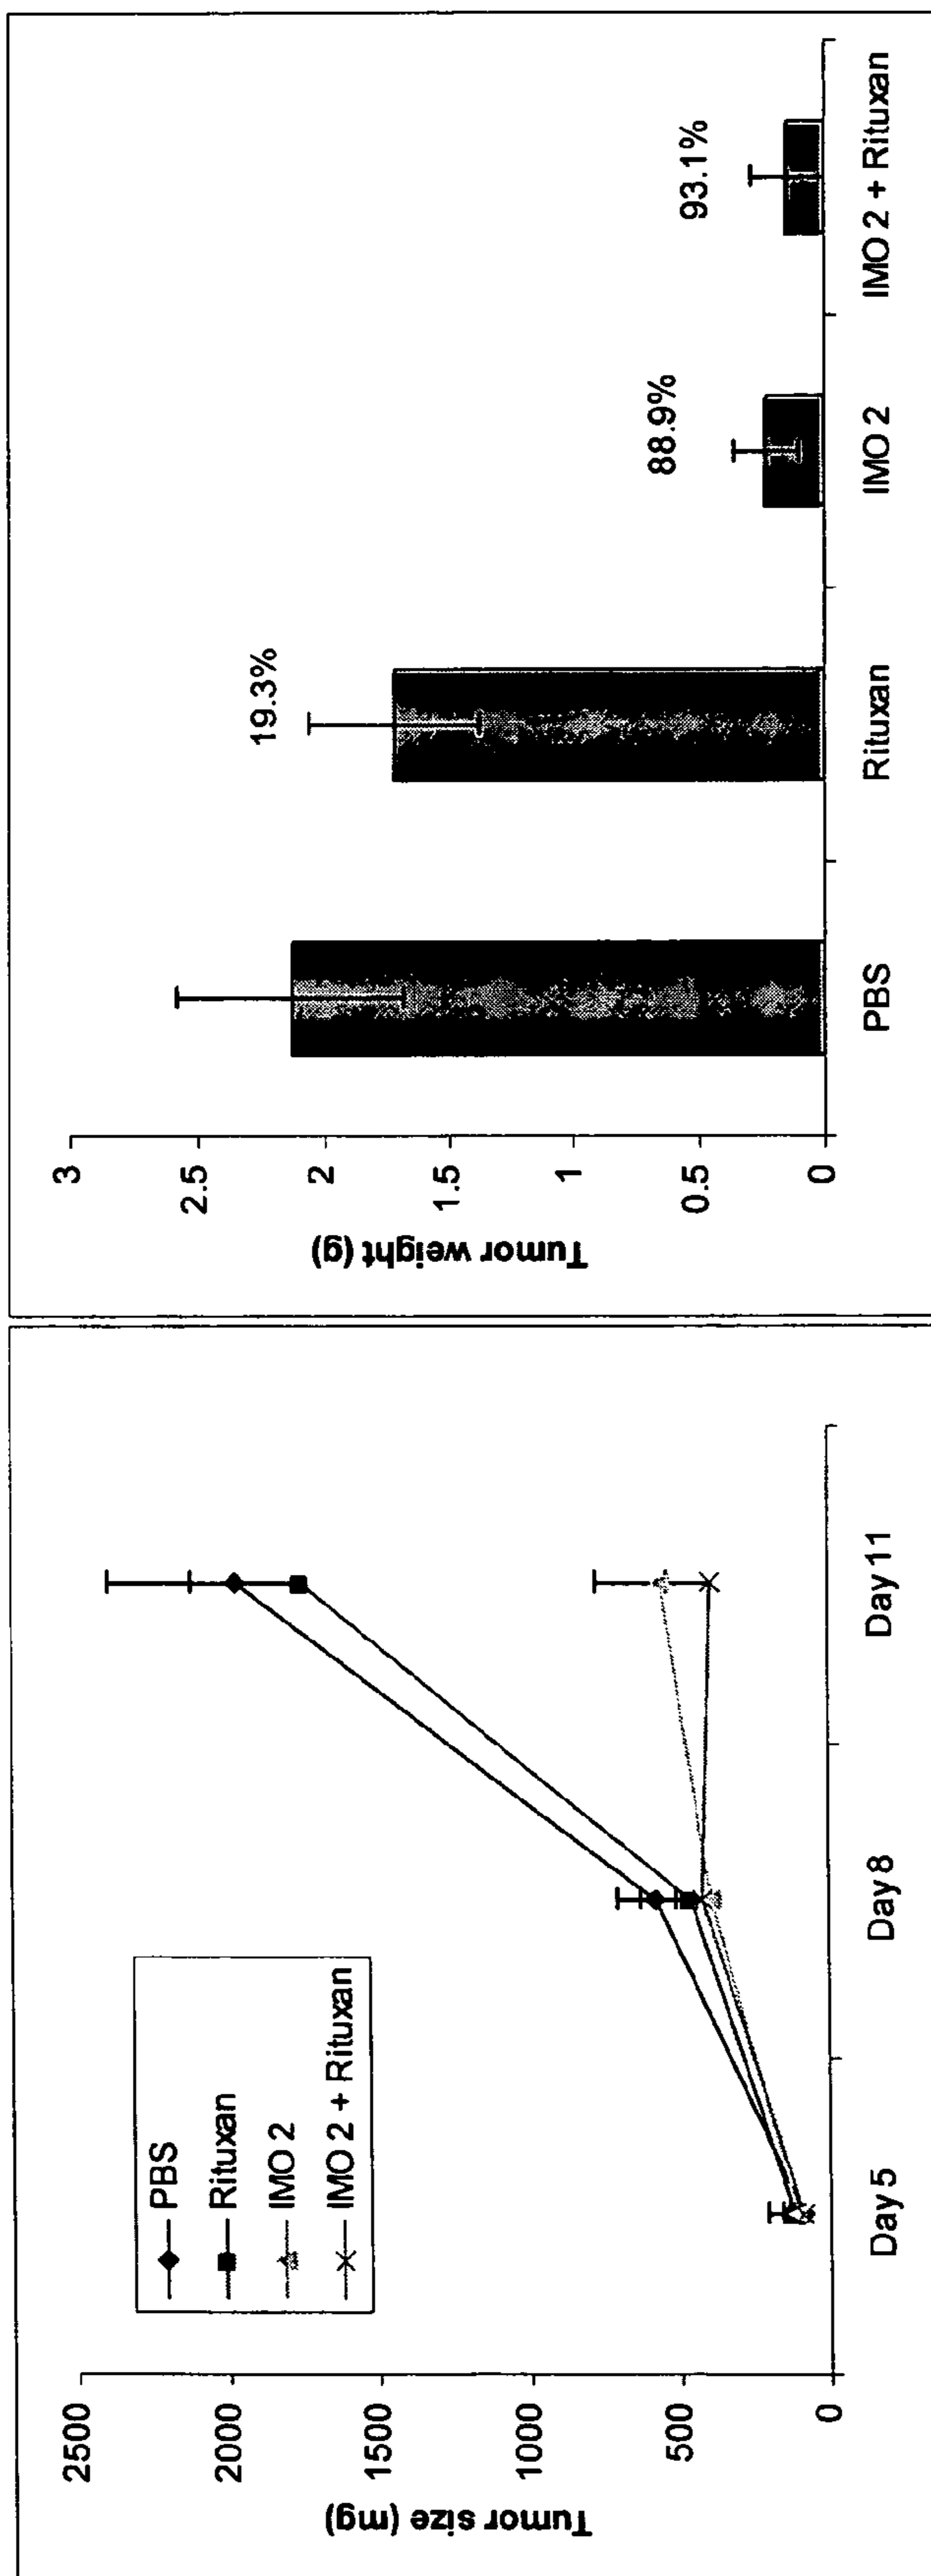 Tumor size (mg)
2500
2000
1500
1000
500
0
PBS
Rituxan
IMO 2
IMO 2 + Rituxan
Day 5
Day 8
Day 11
Tumor weight (g)
3
2.5
2
1.5
1
0.5
0
19.3%
88.9%
93.1%
PBS
Rituxan
IMO 2
IMO 2 + Rituxan